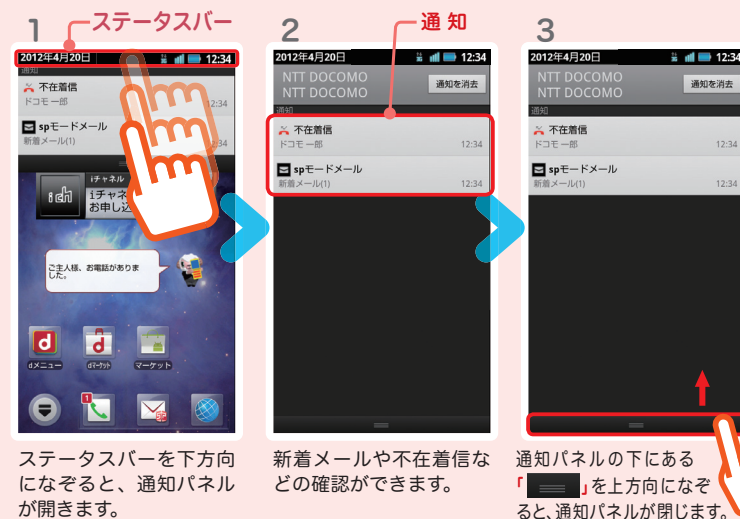 1
ステータスバー
2012年4月20日 12:34
通知
不在着信
ドコモ 一郎 12:34
spモードメール
新着メール(1) :34
iチャネル
i ch
iチャネ
お申し込
ご主人様、お電話がありま
した。
d
d
dメニュー dマーケット マーケット
1
ステータスバーを下方向
になぞると、通知パネル
が開きます。
2
通 知
2012年4月20日 12:34
NTT DOCOMO
NTT DOCOMO
通知を消去
通知
不在着信
ドコモ 一郎 12:34
spモードメール
新着メール(1) 12:34
新着メールや不在着信な
どの確認ができます。
3
2012年4月20日 12:34
NTT DOCOMO
NTT DOCOMO
通知を消去
通知
不在着信
ドコモ 一郎 12:34
spモードメール
新着メール(1) 12:34
通知パネルの下にある
「 」を上方向になぞ
ると、通知パネルが閉じます。